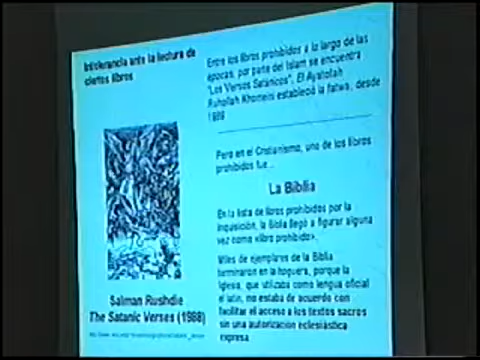 Intolerancia ante la lectura de
ciertos libros
Entre los libros prohibidos a lo largo de las
épocas, por parte del Islam se encuentra
"Los Versos Satánicos". El Ayatollah
Ruhollah Khomeini estableció la fatwa, desde
1989
Pero en el Cristianismo, uno de los libros
prohibidos fue...
La Biblia
En la lista de libros prohibidos por la
Inquisición, la Biblia llegó a figurar alguna
vez como «libro prohibido».
Miles de ejemplares de la Biblia
terminaron en la hoguera, porque la
Iglesia, que utilizaba como lengua oficial
el latín, no estaba de acuerdo con
facilitar el acceso a los textos sacros
sin una autorización eclesiástica
expresa
Salman Rushdie
The Satanic Verses (1988)